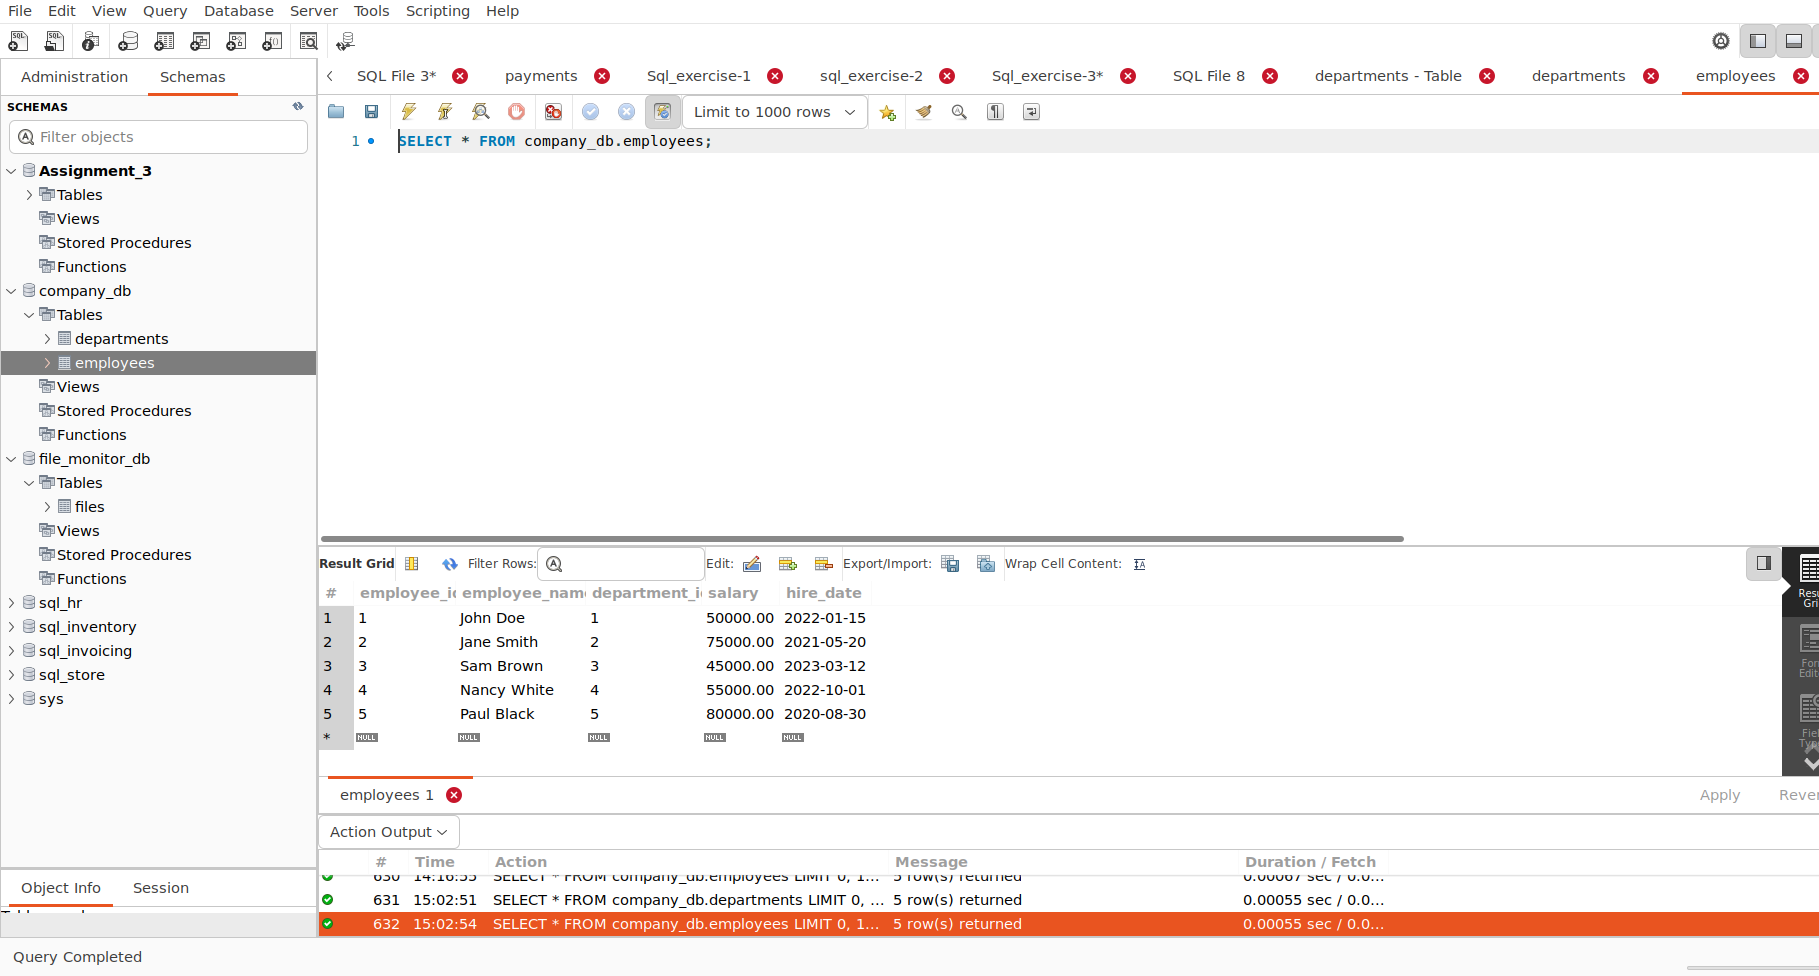 File Edit View Query Database Server Tools Scripting Help
Administration Schemas
SQL File 3* payments Sql_exercise-1 sql_exercise-2 Sql_exercise-3* SQL File 8 departments - Table departments employees
SCHEMAS
Filter objects
Limit to 1000 rows
1 SELECT * FROM company_db.employees;
Assignment_3
Tables
Views
Stored Procedures
Functions
company_db
Tables
departments
employees
Views
Stored Procedures
Functions
file_monitor_db
Tables
files
Views
Stored Procedures
Functions
sql_hr
sql_inventory
sql_invoicing
sql_store
sys
Result Grid Filter Rows: Edit: Export/Import: Wrap Cell Content:
# employee_i employee_nam department_i salary hire_date
1 1 John Doe 1 50000.00 2022-01-15
2 2 Jane Smith 2 75000.00 2021-05-20
3 3 Sam Brown 3 45000.00 2023-03-12
4 4 Nancy White 4 55000.00 2022-10-01
5 5 Paul Black 5 80000.00 2020-08-30
* NULL NULL NULL NULL NULL
employees 1 Apply Rever
Action Output
# Time Action Message Duration / Fetch
630 14:16:55 SELECT * FROM company_db.employees LIMIT 0, 1... 5 row(s) returned 0.00067 sec / 0.0...
631 15:02:51 SELECT * FROM company_db.departments LIMIT 0, ... 5 row(s) returned 0.00055 sec / 0.0...
632 15:02:54 SELECT * FROM company_db.employees LIMIT 0, 1... 5 row(s) returned 0.00055 sec / 0.0...
Object Info Session
Query Completed